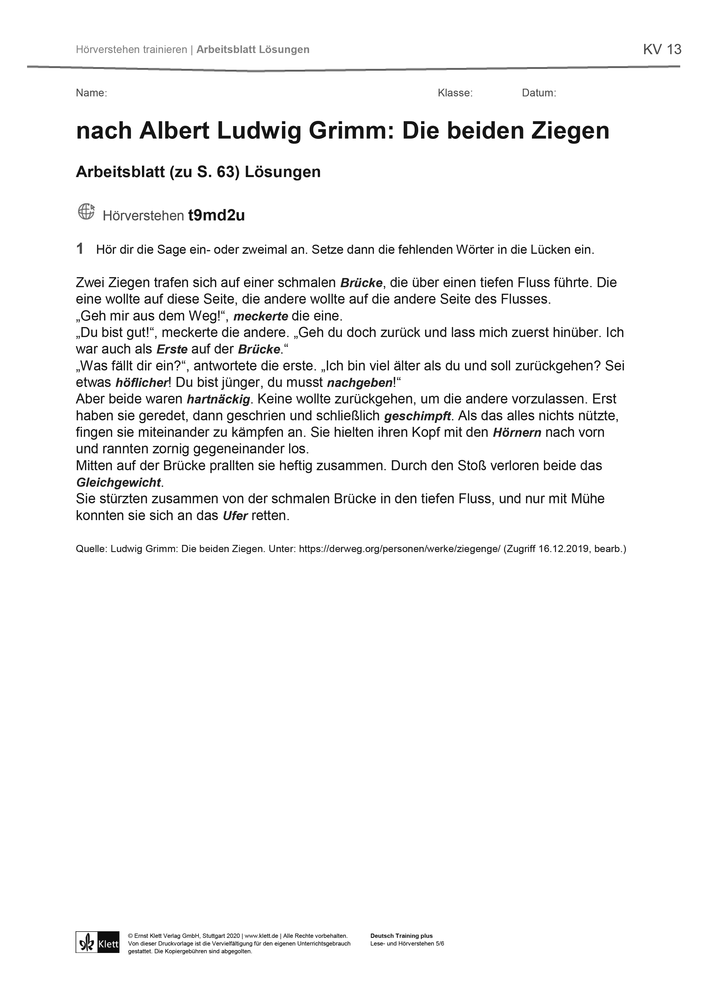 Hörverstehen trainieren | Arbeitsblatt Lösungen
KV 13
Name:
Klasse:
Datum:
nach Albert Ludwig Grimm: Die beiden Ziegen
Arbeitsblatt (zu S. 63) Lösungen
Hörverstehen t9md2u
1 Hör dir die Sage ein- oder zweimal an. Setze dann die fehlenden Wörter in die Lücken ein.
Zwei Ziegen trafen sich auf einer schmalen Brücke, die über einen tiefen Fluss führte. Die
eine wollte auf diese Seite, die andere wollte auf die andere Seite des Flusses.
„Geh mir aus dem Weg!“, meckerte die eine.
„Du bist gut!“, meckerte die andere. „Geh du doch zurück und lass mich zuerst hinüber. Ich
war auch als Erste auf der Brücke.“
„Was fällt dir ein?“, antwortete die erste. „Ich bin viel älter als du und soll zurückgehen? Sei
etwas höflicher! Du bist jünger, du musst nachgeben!“
Aber beide waren hartnäckig. Keine wollte zurückgehen, um die andere vorzulassen. Erst
haben sie geredet, dann geschrien und schließlich geschimpft. Als das alles nichts nützte,
fingen sie miteinander zu kämpfen an. Sie hielten ihren Kopf mit den Hörnern nach vorn
und rannten zornig gegeneinander los.
Mitten auf der Brücke prallten sie heftig zusammen. Durch den Stoß verloren beide das
Gleichgewicht.
Sie stürzten zusammen von der schmalen Brücke in den tiefen Fluss, und nur mit Mühe
konnten sie sich an das Ufer retten.
Quelle: Ludwig Grimm: Die beiden Ziegen. Unter: https://derweg.org/personen/werke/ziegenge/ (Zugriff 16.12.2019, bearb.)
Klett
© Ernst Klett Verlag GmbH, Stuttgart 2020 | www.klett.de | Alle Rechte vorbehalten.
Von dieser Druckvorlage ist die Vervielfältigung für den eigenen Unterrichtsgebrauch
gestattet. Die Kopiergebühren sind abgegolten.
Deutsch Training plus
Lese- und Hörverstehen 5/6